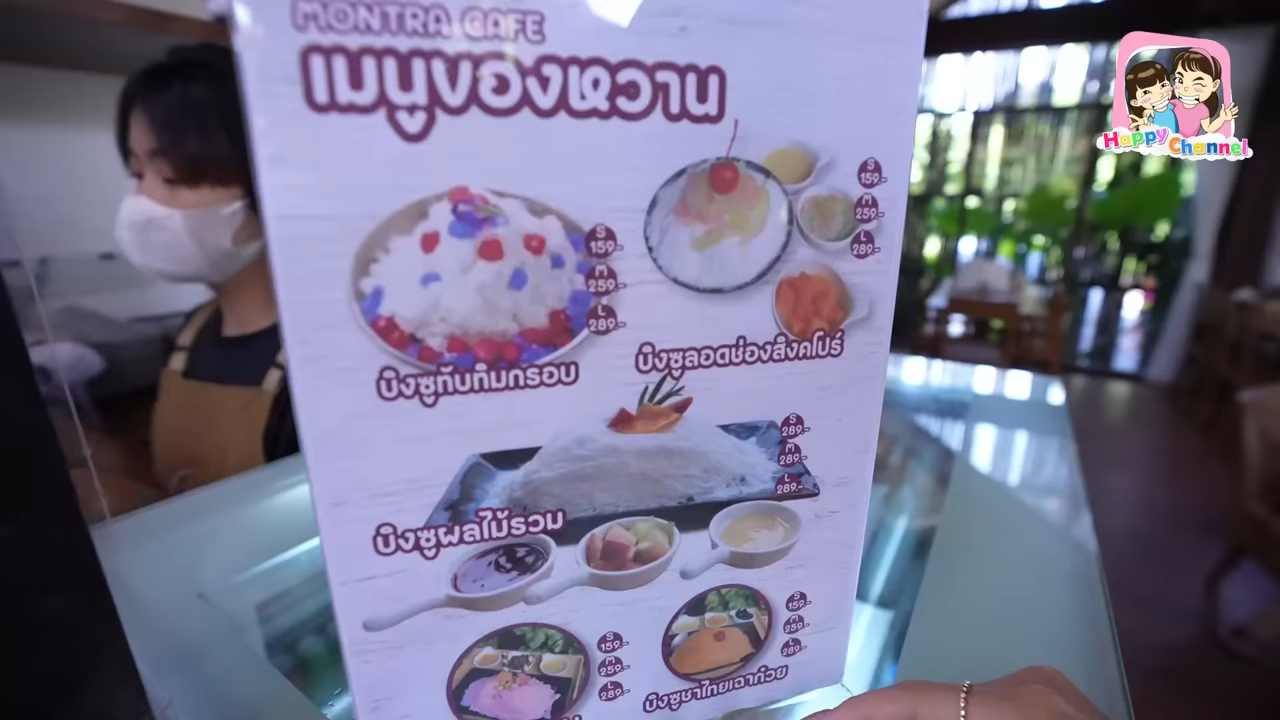 MONTRA CAFE
เมนูของหวาน
Happy Channel
S 159.-
M 259.-
L 289.-
บิงซูทับทิมกรอบ
S 159.-
M 259.-
L 289.-
บิงซูลอดช่องสิงคโปร์
S 289.-
M 289.-
L 289.-
บิงซูผลไม้รวม
S 159.-
M 259.-
L 289.-
S 159.-
M 259.-
L 289.-
บิงซูชาไทยเฉาก๋วย